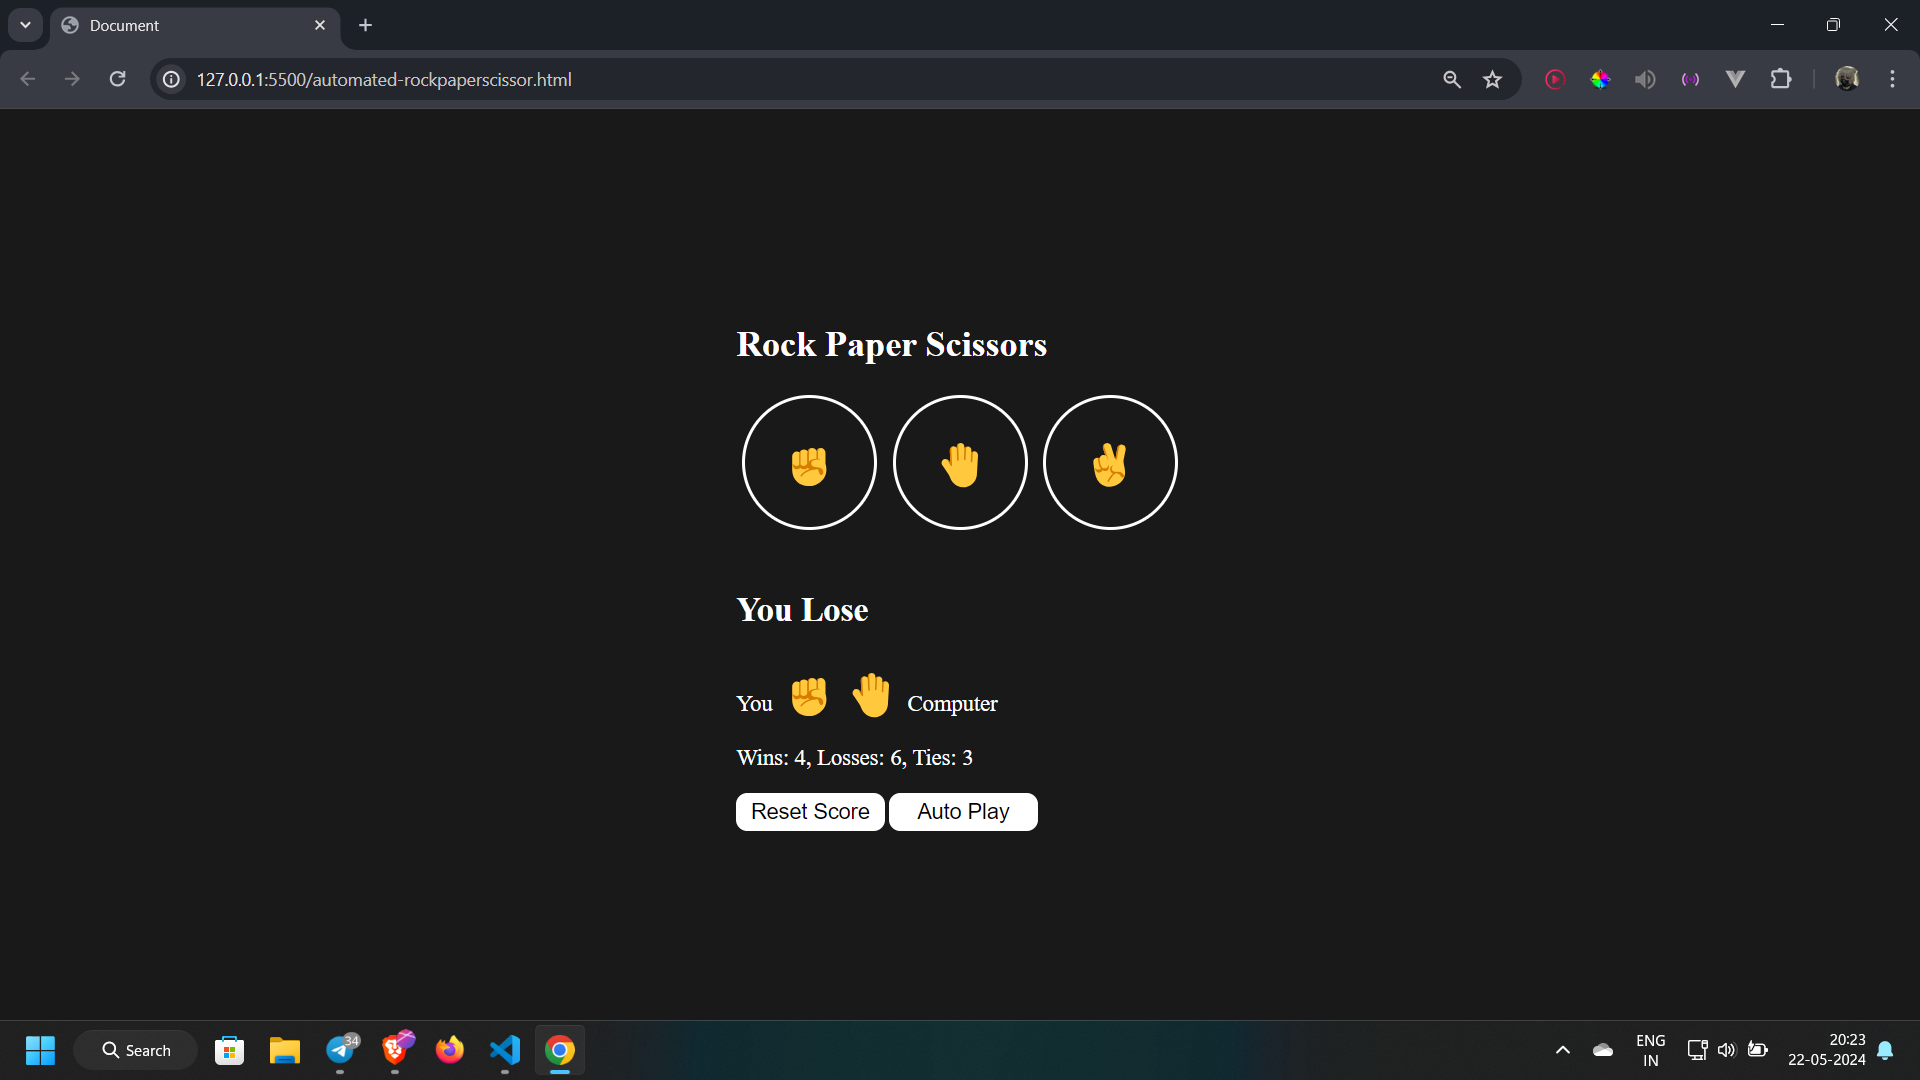 Document
127.0.0.1:5500/automated-rockpaperscissor.html
Rock Paper Scissors
You Lose
You Computer
Wins: 4, Losses: 6, Ties: 3
Reset Score Auto Play
Search
34
ENG
IN
20:23
22-05-2024